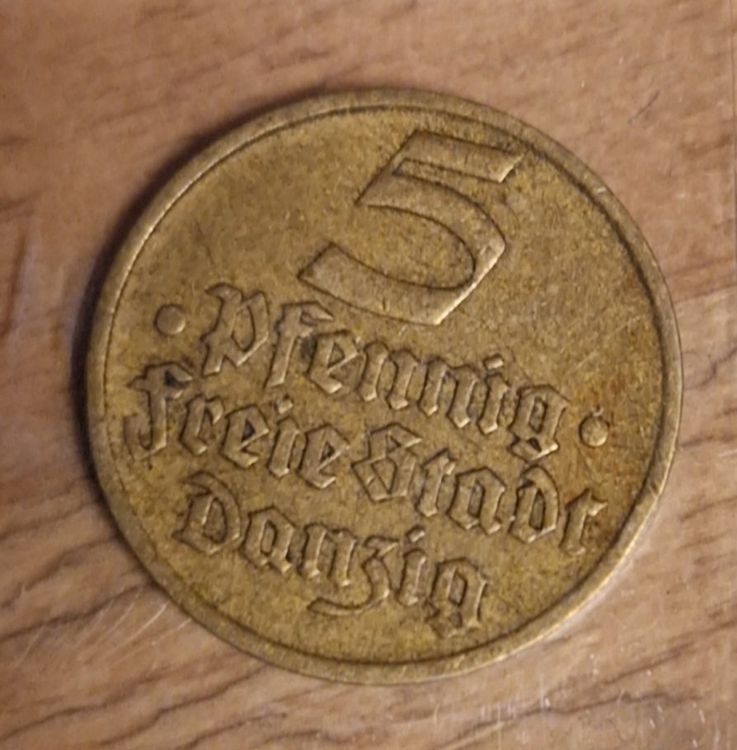 5
• Pfennig •
Freie Stadt
Danzig